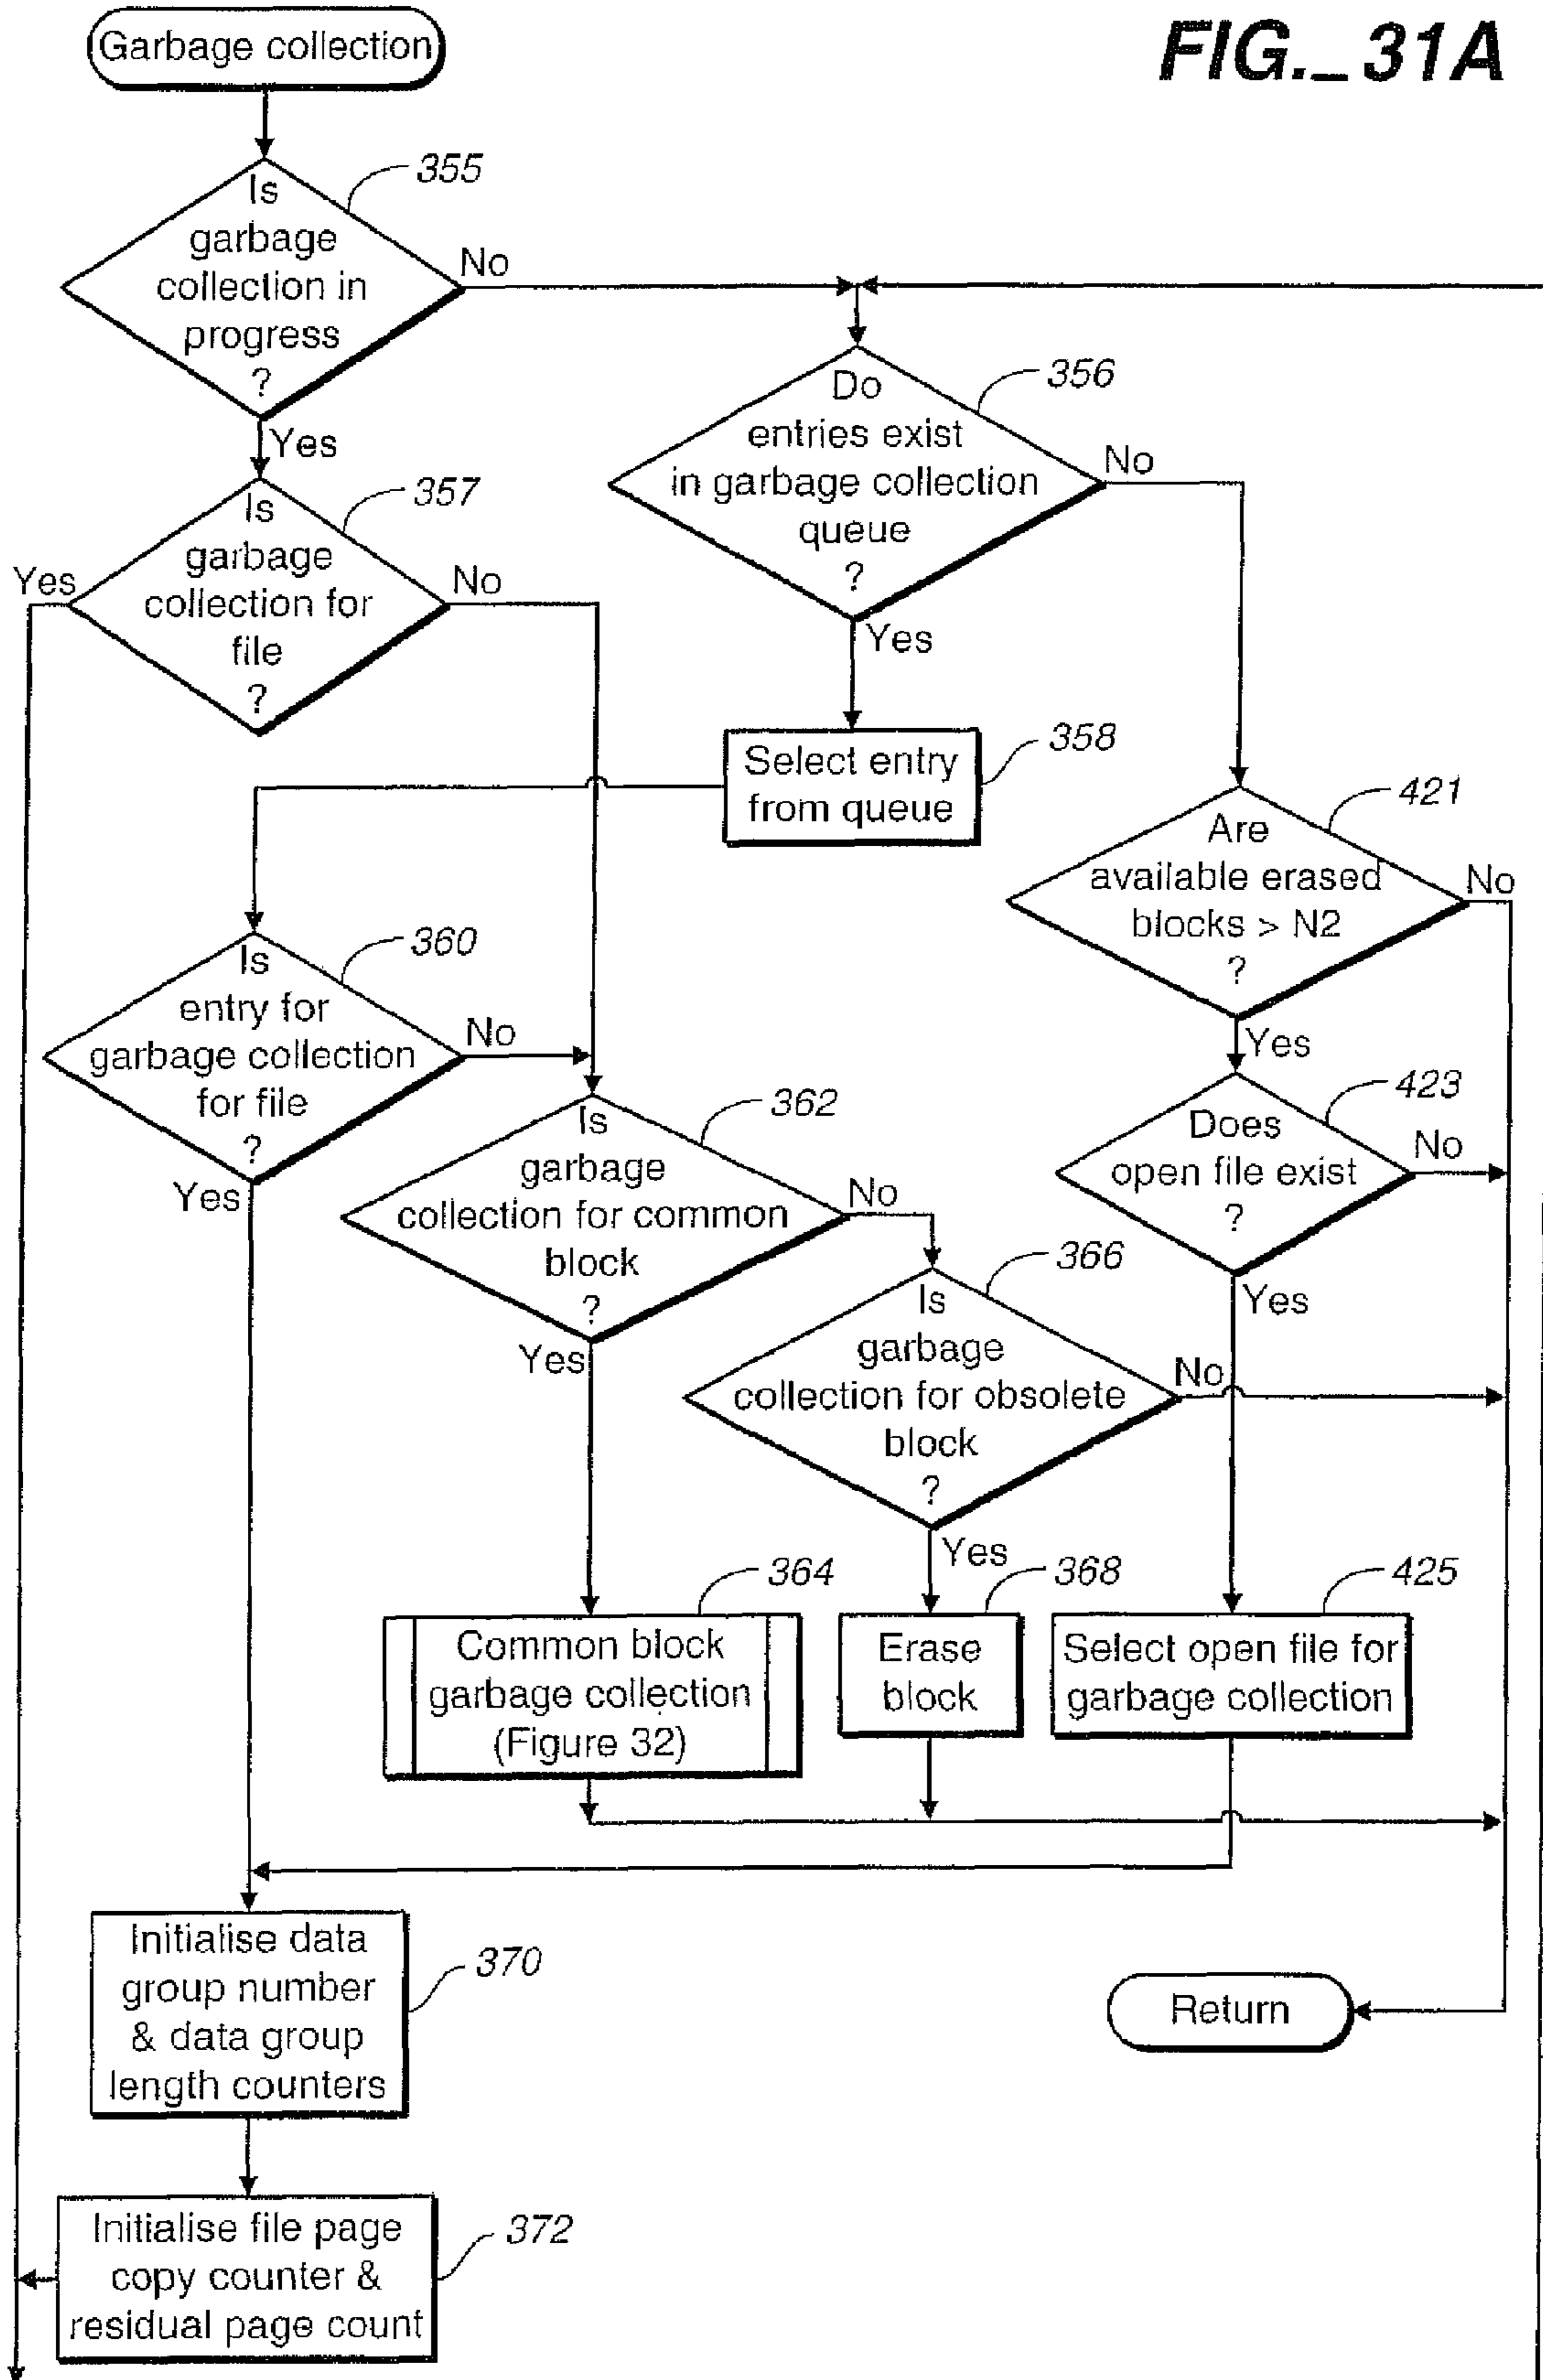 Garbage collection
FIG._31A
355
Is
garbage
collection in
progress
?
No
Yes
356
Do
entries exist
in garbage collection
queue
?
No
Yes
357
Is
garbage
collection for
file
?
Yes
No
358
Select entry
from queue
421
Are
available erased
blocks > N2
?
No
Yes
360
Is
entry for
garbage collection
for file
?
No
Yes
423
Does
open file exist
?
No
Yes
362
Is
garbage
collection for common
block
?
No
Yes
366
Is
garbage
collection for obsolete
block
?
No
Yes
364
Common block
garbage collection
(Figure 32)
368
Erase
block
425
Select open file for
garbage collection
370
Initialise data
group number
& data group
length counters
Return
372
Initialise file page
copy counter &
residual page count